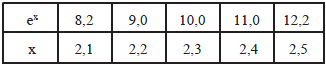 eˣ 8,2 9,0 10,0 11,0 12,2
x 2,1 2,2 2,3 2,4 2,5